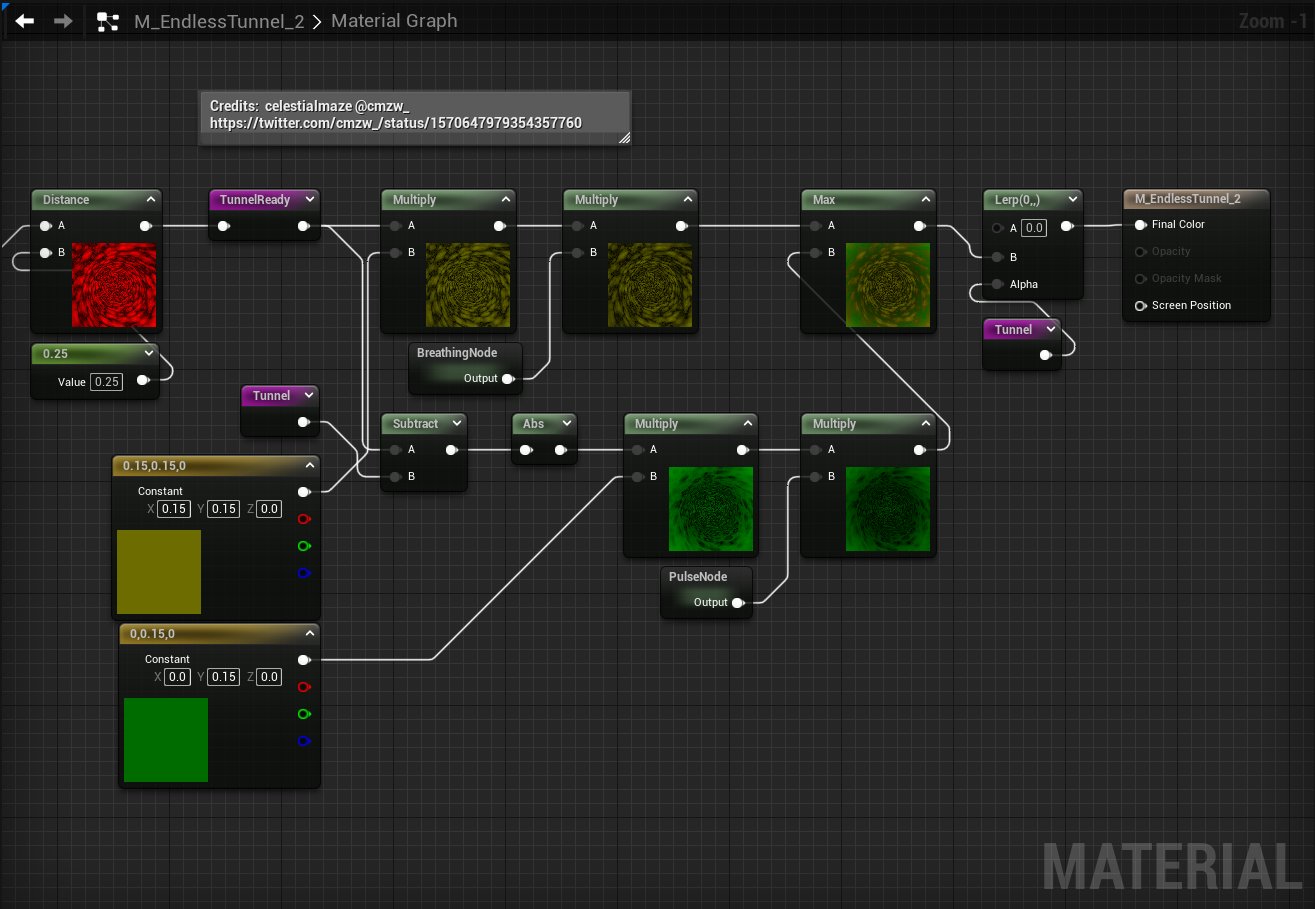 M_EndlessTunnel_2 > Material Graph
Zoom -1
Credits: celestialmaze @cmzw_
https://twitter.com/cmzw_/status/1570647979354357760
Distance
A
B
TunnelReady
Multiply
A
B
Multiply
A
B
Max
A
B
Lerp(0,,)
A 0.0
B
Alpha
M_EndlessTunnel_2
Final Color
Opacity
Opacity Mask
Screen Position
Tunnel
0.25
Value 0.25
BreathingNode
Output
Tunnel
Subtract
A
B
Abs
Multiply
A
B
Multiply
A
B
0.15,0.15,0
Constant
X 0.15 Y 0.15 Z 0.0
PulseNode
Output
0,0.15,0
Constant
X 0.0 Y 0.15 Z 0.0
MATERIAL